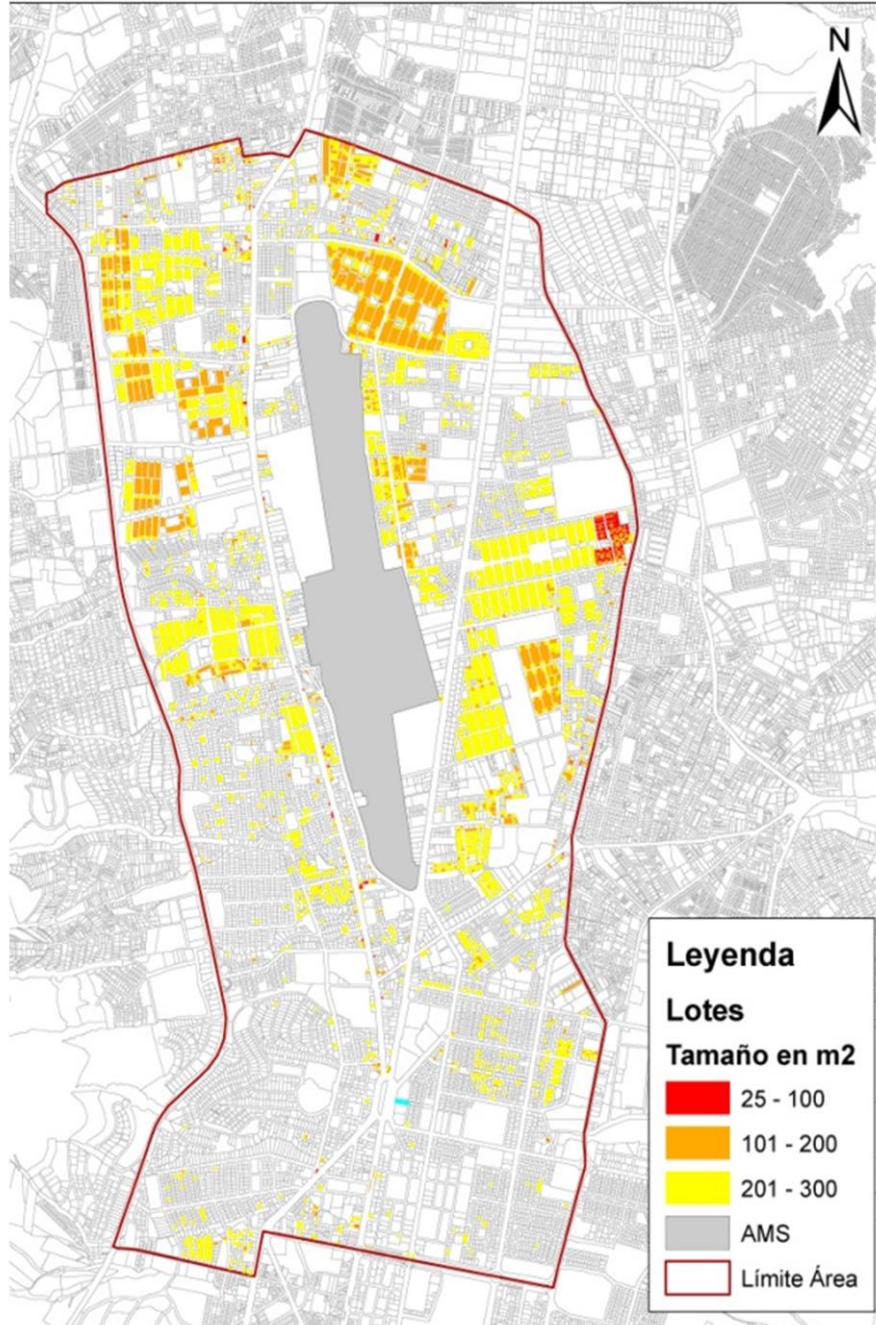 N
Leyenda
Lotes
Tamaño en m2
25 - 100
101 - 200
201 - 300
AMS
Límite Área